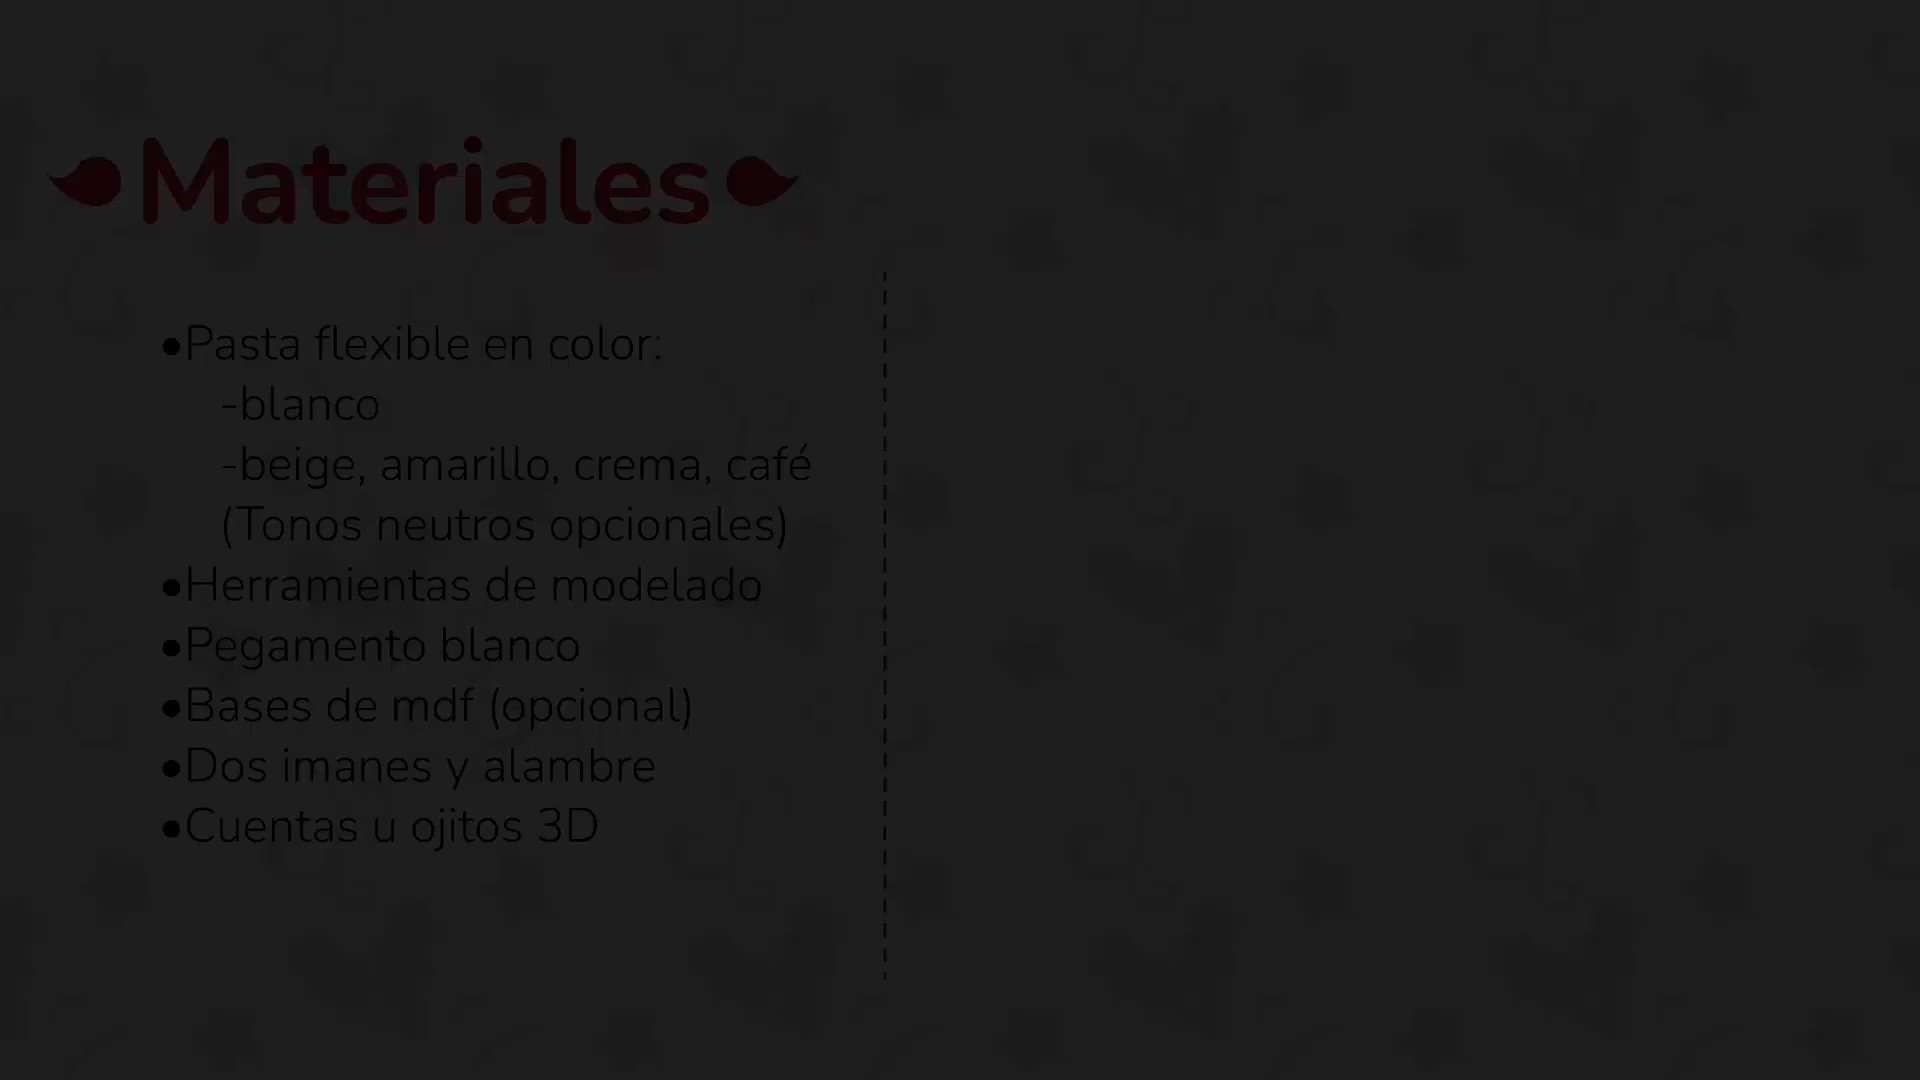 Materiales
•Pasta flexible en color:
-blanco
-beige, amarillo, crema, café
(Tonos neutros opcionales)
•Herramientas de modelado
•Pegamento blanco
•Bases de mdf (opcional)
•Dos imanes y alambre
•Cuentas u ojitos 3D